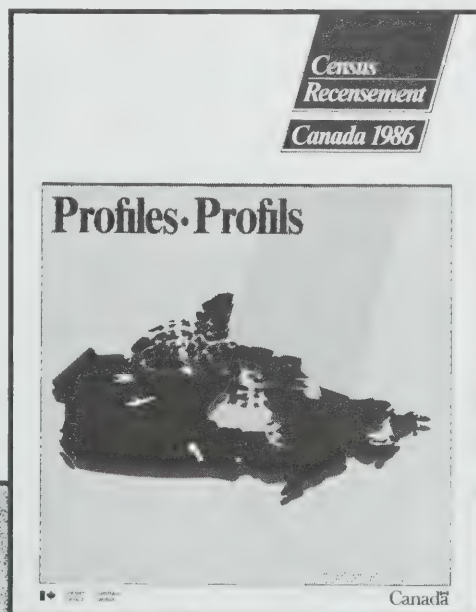 Census
Recensement
Canada 1986
Profiles • Profils
Canada